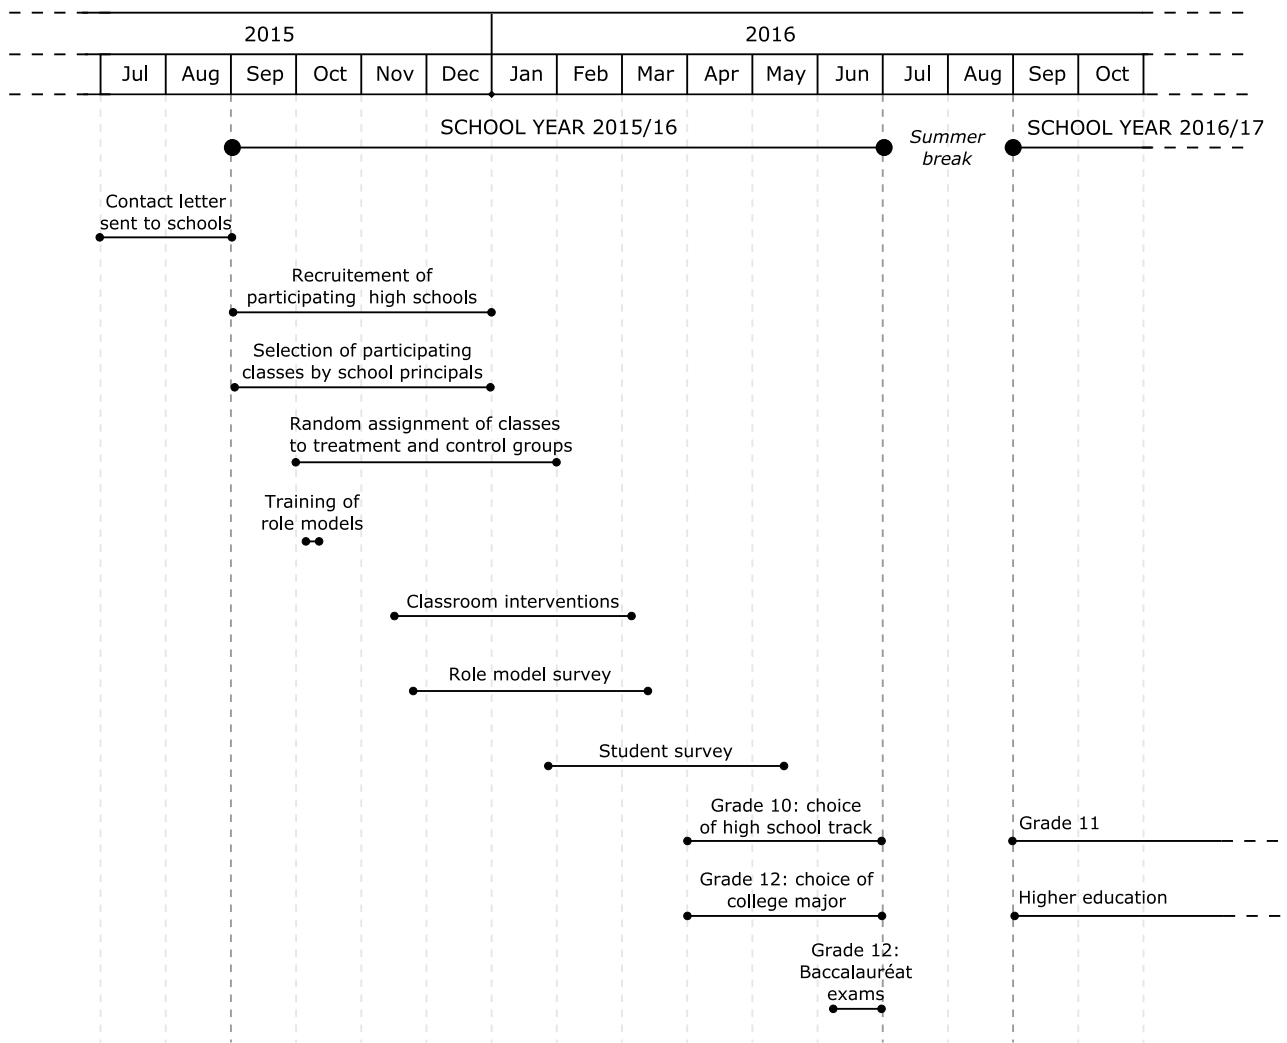 2015 2016
Jul Aug Sep Oct Nov Dec Jan Feb Mar Apr May Jun Jul Aug Sep Oct
SCHOOL YEAR 2015/16
Summer
break
SCHOOL YEAR 2016/17
Contact letter
sent to schools
Recruitement of
participating high schools
Selection of participating
classes by school principals
Random assignment of classes
to treatment and control groups
Training of
role models
Classroom interventions
Role model survey
Student survey
Grade 10: choice
of high school track
Grade 11
Grade 12: choice of
college major
Higher education
Grade 12:
Baccalauréat
exams